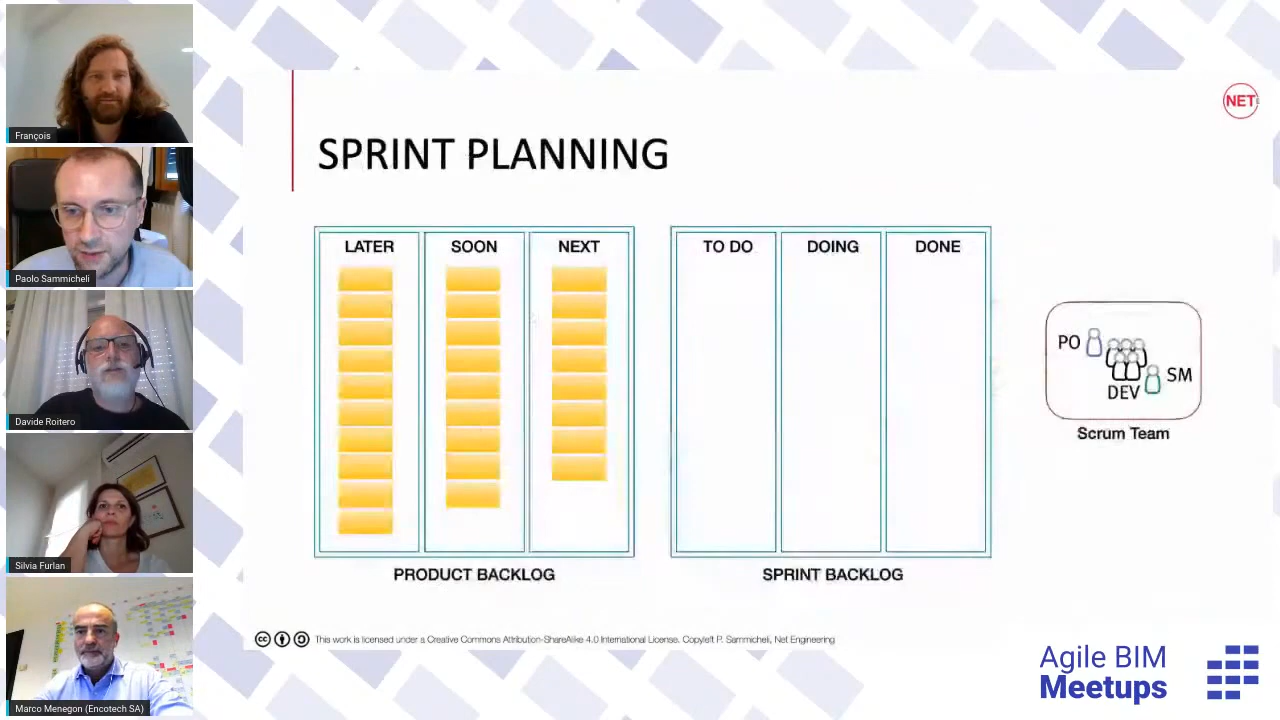 François
Paolo Sammicheli
Davide Roitero
Silvia Furlan
Marco Menegon (Encotech SA)
NET
SPRINT PLANNING
LATER SOON NEXT
TO DO DOING DONE
PRODUCT BACKLOG
SPRINT BACKLOG
PO
SM
DEV
Scrum Team
This work is licensed under a Creative Commons Attribution-ShareAlike 4.0 International License. Copyleft P. Sammicheli, Net Engineering
Agile BIM
Meetups